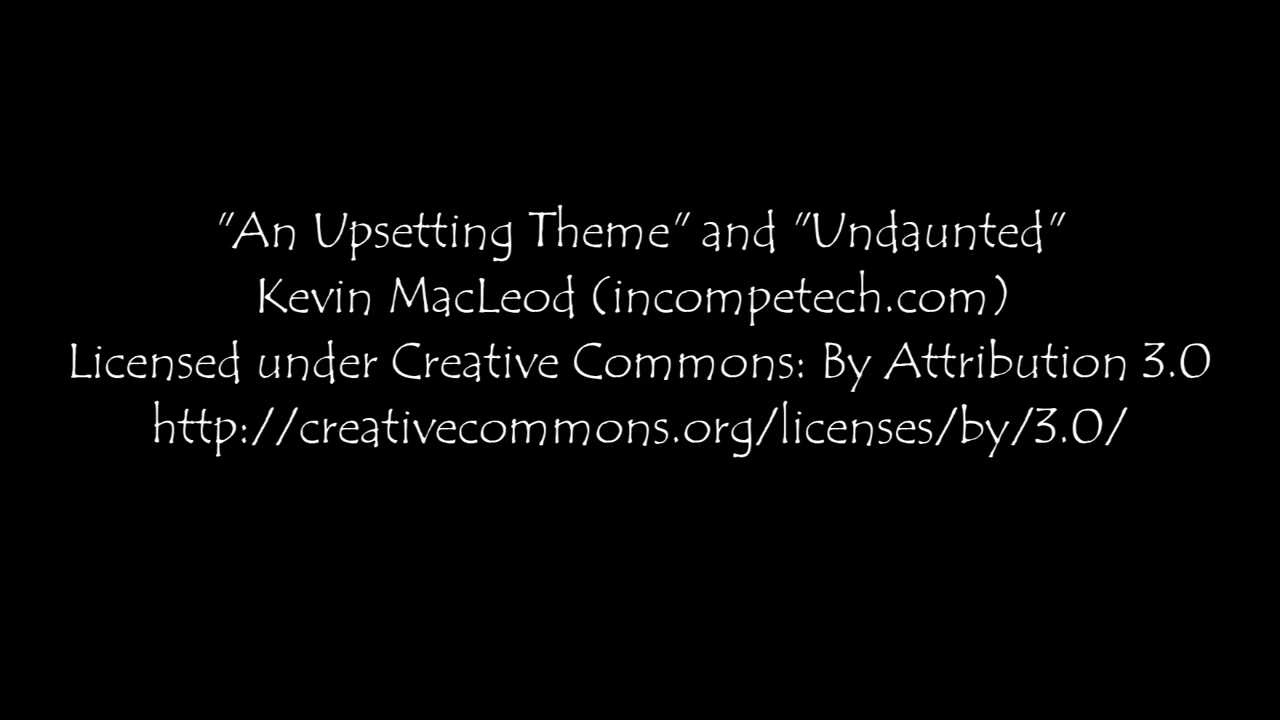 "An Upsetting Theme" and "Undaunted"
Kevin MacLeod (incompetech.com)
Licensed under Creative Commons: By Attribution 3.0
http://creativecommons.org/licenses/by/3.0/